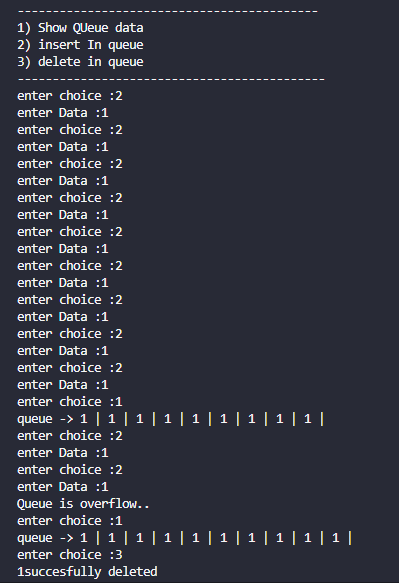 -------------------------------------------
1) Show QUeue data
2) insert In queue
3) delete in queue
--------------------------------------------
enter choice :2
enter Data :1
enter choice :2
enter Data :1
enter choice :2
enter Data :1
enter choice :2
enter Data :1
enter choice :2
enter Data :1
enter choice :2
enter Data :1
enter choice :2
enter Data :1
enter choice :2
enter Data :1
enter choice :2
enter Data :1
enter choice :1
queue -> 1 | 1 | 1 | 1 | 1 | 1 | 1 | 1 | 1 |
enter choice :2
enter Data :1
enter choice :2
enter Data :1
Queue is overflow..
enter choice :1
queue -> 1 | 1 | 1 | 1 | 1 | 1 | 1 | 1 | 1 | 1 |
enter choice :3
1succesfully deleted